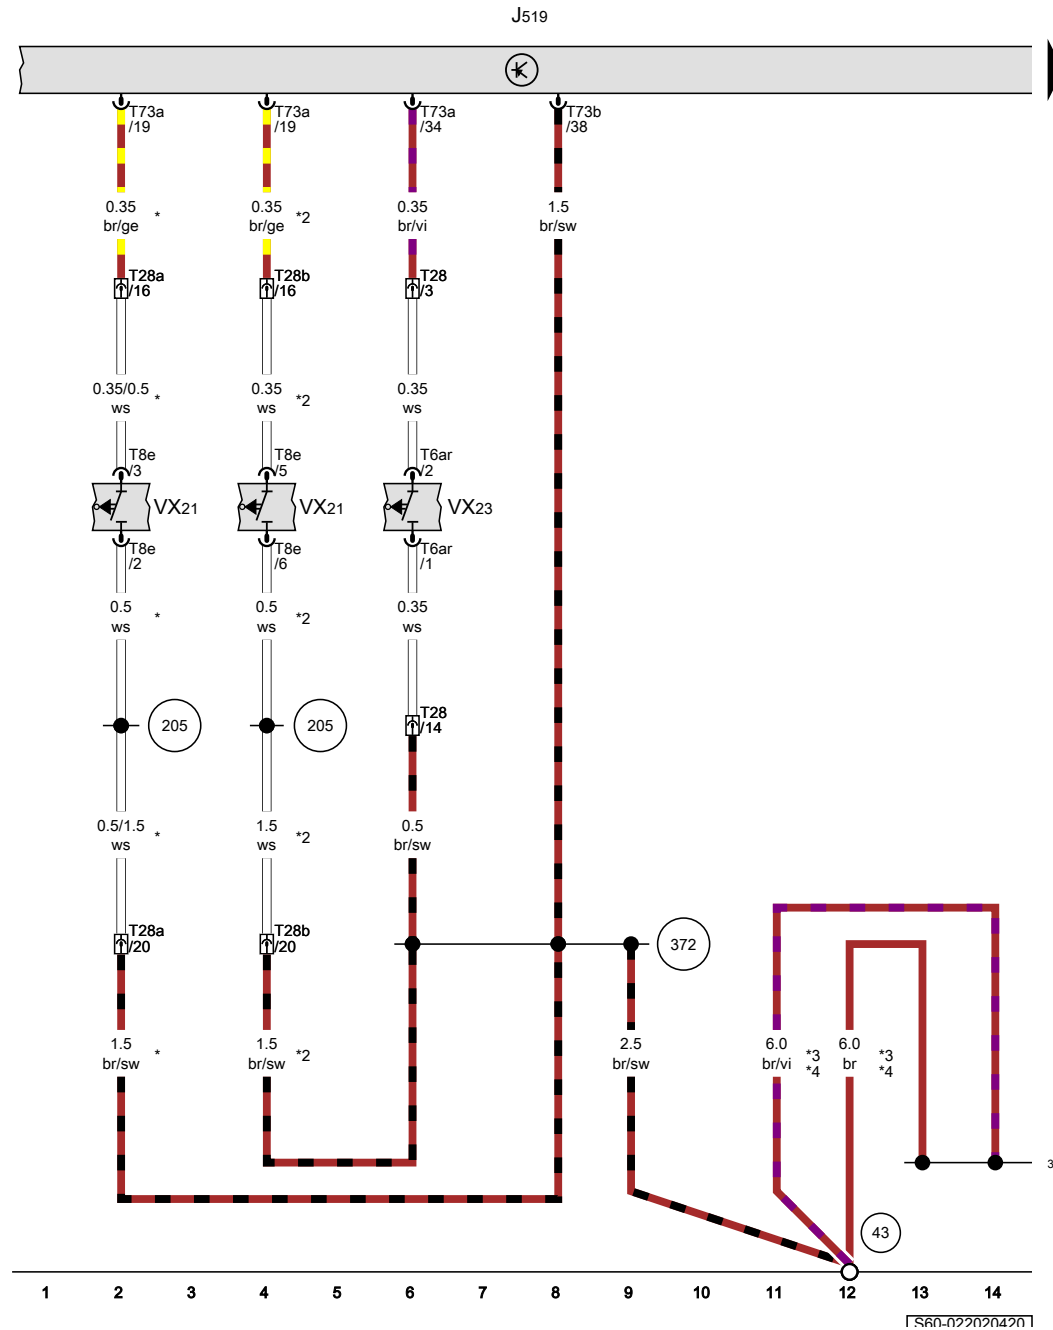 J519
T73a /19
T73a /19
T73a /34
T73b /38
0.35 br/ge *
0.35 br/ge *2
0.35 br/vi
1.5 br/sw
T28a /16
T28b /16
T28 /3
0.35/0.5 ws *
0.35 ws *2
0.35 ws
T8e /3
T8e /5
T6ar /2
VX21
VX21
VX23
T8e /2
T8e /6
T6ar /1
0.5 ws *
0.5 ws *2
0.35 ws
205
205
T28 /14
0.5/1.5 ws *
1.5 ws *2
0.5 br/sw
T28a /20
T28b /20
372
1.5 br/sw *
1.5 br/sw *2
2.5 br/sw
6.0 br/vi *3 *4
6.0 br *3 *4
3
43
1 2 3 4 5 6 7 8 9 10 11 12 13 14
S60-022020420